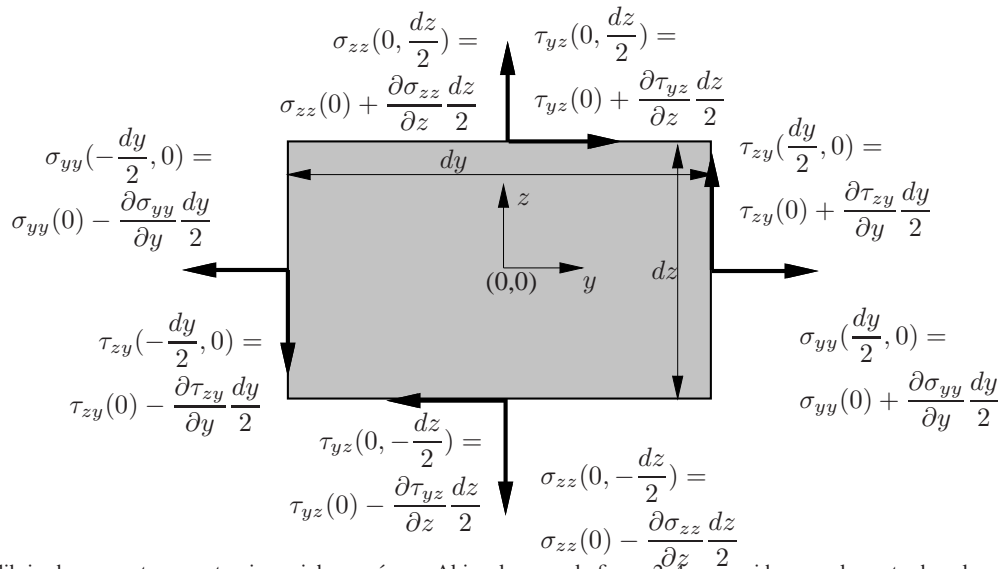 σ_zz(0, dz/2) =
σ_zz(0) + ∂σ_zz/∂z dz/2
τ_yz(0, dz/2) =
τ_yz(0) + ∂τ_yz/∂z dz/2
σ_yy(−dy/2, 0) =
σ_yy(0) − ∂σ_yy/∂y dy/2
τ_zy(dy/2, 0) =
τ_zy(0) + ∂τ_zy/∂y dy/2
dy
z
dz
(0,0)
y
τ_zy(−dy/2, 0) =
τ_zy(0) − ∂τ_zy/∂y dy/2
σ_yy(dy/2, 0) =
σ_yy(0) + ∂σ_yy/∂y dy/2
τ_yz(0, −dz/2) =
τ_yz(0) − ∂τ_yz/∂z dz/2
σ_zz(0, −dz/2) =
σ_zz(0) − ∂σ_zz/∂z dz/2